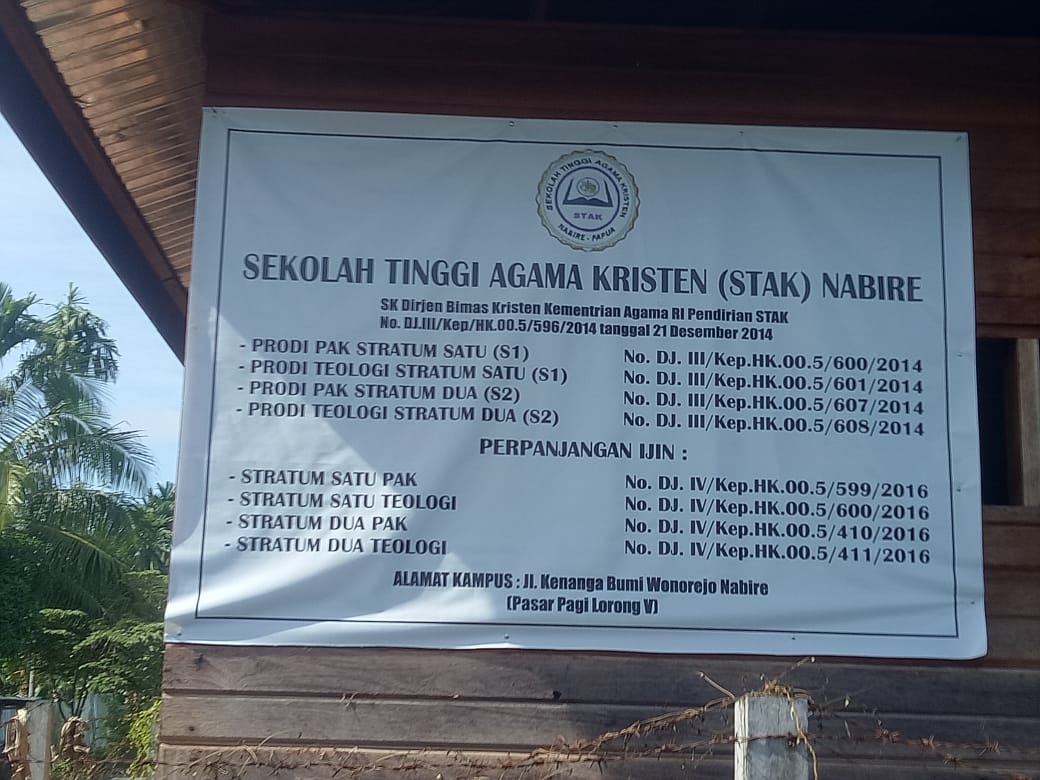 SEKOLAH TINGGI AGAMA KRISTEN
STAK
NABIRE - PAPUA
SEKOLAH TINGGI AGAMA KRISTEN (STAK) NABIRE
SK Dirjen Bimas Kristen Kementrian Agama RI Pendirian STAK
No. DJ.III/Kep/HK.00.5/596/2014 tanggal 21 Desember 2014
- PRODI PAK STRATUM SATU (S1) No. DJ. III/Kep.HK.00.5/600/2014
- PRODI TEOLOGI STRATUM SATU (S1) No. DJ. III/Kep.HK.00.5/601/2014
- PRODI PAK STRATUM DUA (S2) No. DJ. III/Kep.HK.00.5/607/2014
- PRODI TEOLOGI STRATUM DUA (S2) No. DJ. III/Kep.HK.00.5/608/2014
PERPANJANGAN IJIN :
- STRATUM SATU PAK No. DJ. IV/Kep.HK.00.5/599/2016
- STRATUM SATU TEOLOGI No. DJ. IV/Kep.HK.00.5/600/2016
- STRATUM DUA PAK No. DJ. IV/Kep.HK.00.5/410/2016
- STRATUM DUA TEOLOGI No. DJ. IV/Kep.HK.00.5/411/2016
ALAMAT KAMPUS : Jl. Kenanga Bumi Wonorejo Nabire
(Pasar Pagi Lorong V)